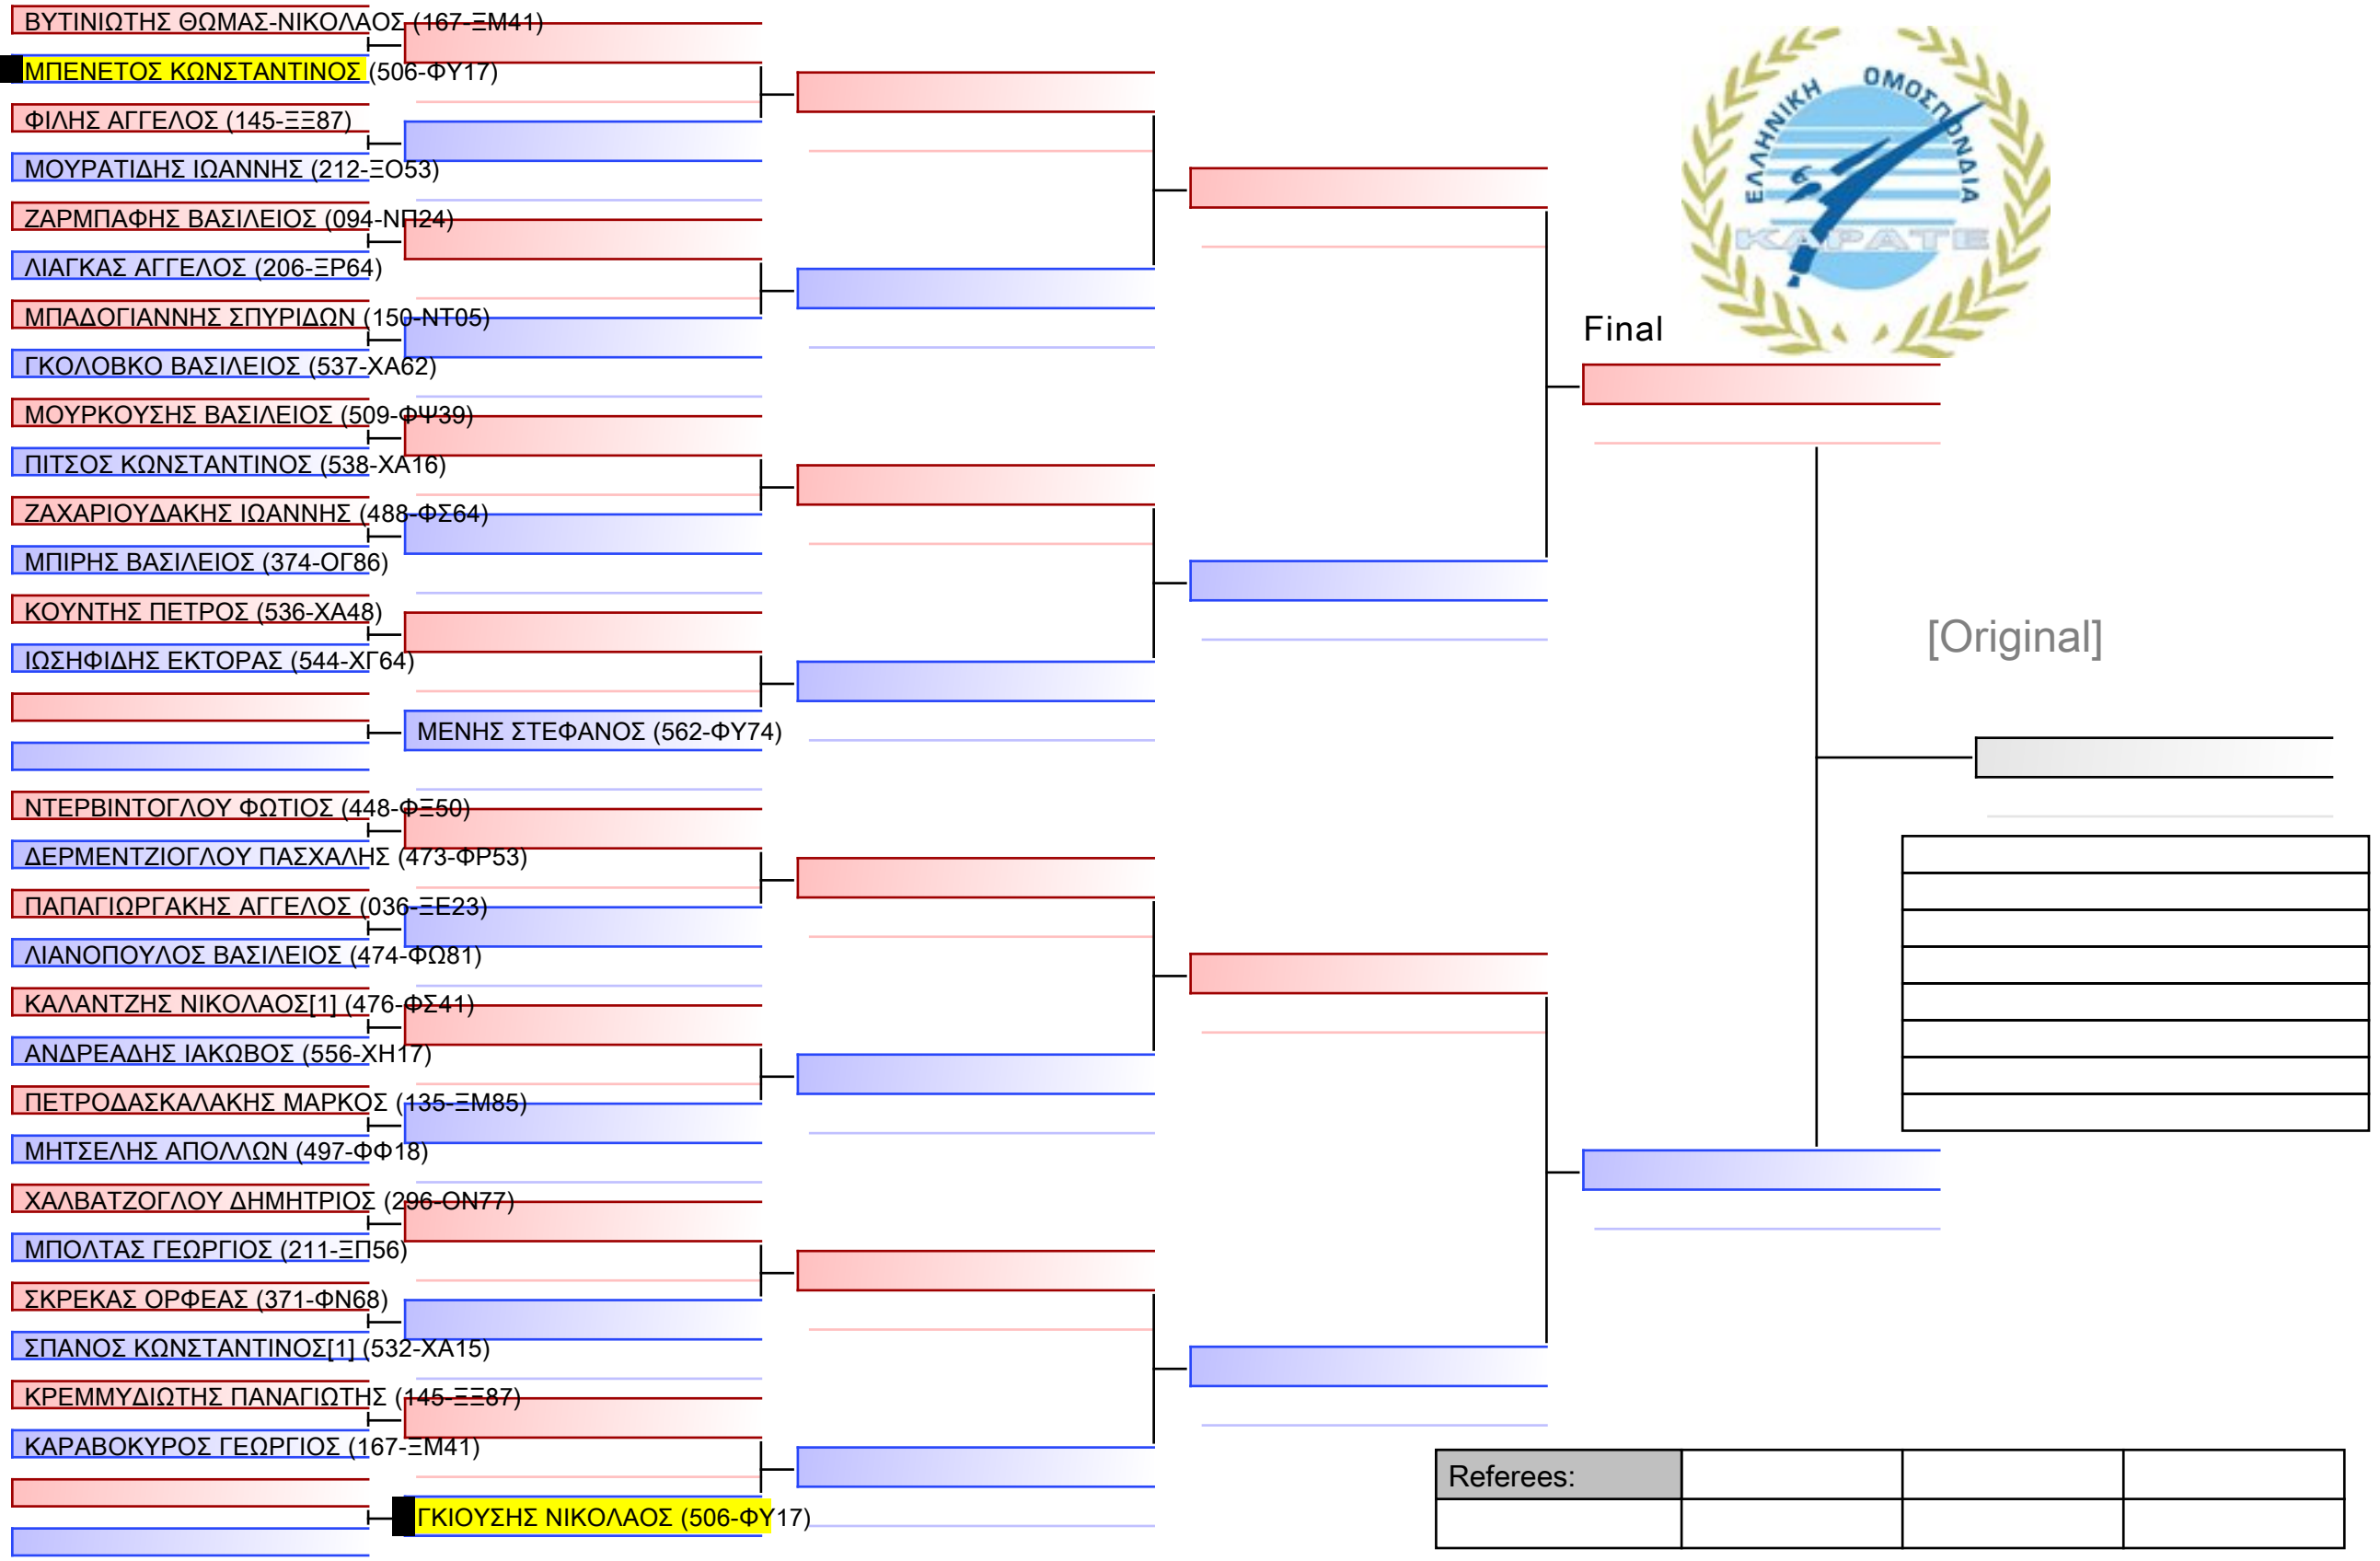 ΒΥΤΙΝΙΩΤΗΣ ΘΩΜΑΣ-ΝΙΚΟΛΑΟΣ (167-ΞΜ41)
ΜΠΕΝΕΤΟΣ ΚΩΝΣΤΑΝΤΙΝΟΣ (506-ΦΥ17)
ΦΙΛΗΣ ΑΓΓΕΛΟΣ (145-ΞΞ87)
ΜΟΥΡΑΤΙΔΗΣ ΙΩΑΝΝΗΣ (212-ΞΟ53)
ΖΑΡΜΠΑΦΗΣ ΒΑΣΙΛΕΙΟΣ (094-ΝΠ24)
ΛΙΑΓΚΑΣ ΑΓΓΕΛΟΣ (206-ΞΡ64)
ΜΠΑΔΟΓΙΑΝΝΗΣ ΣΠΥΡΙΔΩΝ (150-ΝΤ05)
ΓΚΟΛΟΒΚΟ ΒΑΣΙΛΕΙΟΣ (537-ΧΑ62)
ΜΟΥΡΚΟΥΣΗΣ ΒΑΣΙΛΕΙΟΣ (509-ΦΨ39)
ΠΙΤΣΟΣ ΚΩΝΣΤΑΝΤΙΝΟΣ (538-ΧΑ16)
ΖΑΧΑΡΙΟΥΔΑΚΗΣ ΙΩΑΝΝΗΣ (488-ΦΣ64)
ΜΠΙΡΗΣ ΒΑΣΙΛΕΙΟΣ (374-ΟΓ86)
ΚΟΥΝΤΗΣ ΠΕΤΡΟΣ (536-ΧΑ48)
ΙΩΣΗΦΙΔΗΣ ΕΚΤΟΡΑΣ (544-ΧΓ64)
ΜΕΝΗΣ ΣΤΕΦΑΝΟΣ (562-ΦΥ74)
ΝΤΕΡΒΙΝΤΟΓΛΟΥ ΦΩΤΙΟΣ (448-ΦΞ50)
ΔΕΡΜΕΝΤΖΙΟΓΛΟΥ ΠΑΣΧΑΛΗΣ (473-ΦΡ53)
ΠΑΠΑΓΙΩΡΓΑΚΗΣ ΑΓΓΕΛΟΣ (036-ΞΕ23)
ΛΙΑΝΟΠΟΥΛΟΣ ΒΑΣΙΛΕΙΟΣ (474-ΦΩ81)
ΚΑΛΑΝΤΖΗΣ ΝΙΚΟΛΑΟΣ[1] (476-ΦΣ41)
ΑΝΔΡΕΑΔΗΣ ΙΑΚΩΒΟΣ (556-ΧΗ17)
ΠΕΤΡΟΔΑΣΚΑΛΑΚΗΣ ΜΑΡΚΟΣ (135-ΞΜ85)
ΜΗΤΣΕΛΗΣ ΑΠΟΛΛΩΝ (497-ΦΦ18)
ΧΑΛΒΑΤΖΟΓΛΟΥ ΔΗΜΗΤΡΙΟΣ (296-ΟΝ77)
ΜΠΟΛΤΑΣ ΓΕΩΡΓΙΟΣ (211-ΞΠ56)
ΣΚΡΕΚΑΣ ΟΡΦΕΑΣ (371-ΦΝ68)
ΣΠΑΝΟΣ ΚΩΝΣΤΑΝΤΙΝΟΣ[1] (532-ΧΑ15)
ΚΡΕΜΜΥΔΙΩΤΗΣ ΠΑΝΑΓΙΩΤΗΣ (145-ΞΞ87)
ΚΑΡΑΒΟΚΥΡΟΣ ΓΕΩΡΓΙΟΣ (167-ΞΜ41)
ΓΚΙΟΥΣΗΣ ΝΙΚΟΛΑΟΣ (506-ΦΥ17)
ΕΛΛΗΝΙΚΗ ΟΜΟΣΠΟΝΔΙΑ
ΚΑΡΑΤΕ
Final
[Original]
Referees: